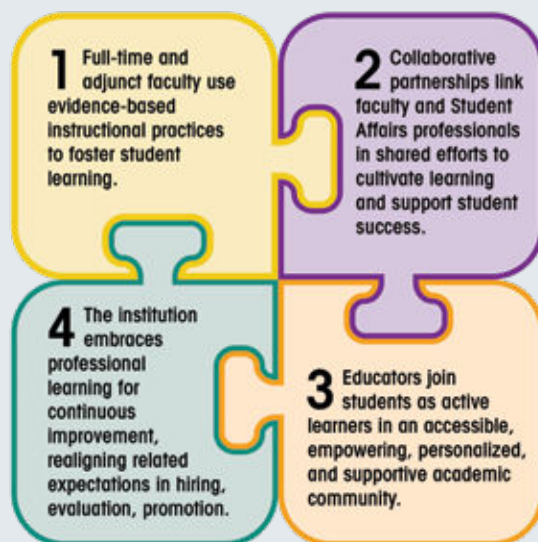 1 Full-time and
adjunct faculty use
evidence-based
instructional practices
to foster student
learning.
2 Collaborative
partnerships link
faculty and Student
Affairs professionals
in shared efforts to
cultivate learning
and support student
success.
4 The institution
embraces
professional
learning for
continuous
improvement,
realigning related
expectations in hiring,
evaluation, promotion.
3 Educators join
students as active
learners in an accessible,
empowering, personalized,
and supportive academic
community.